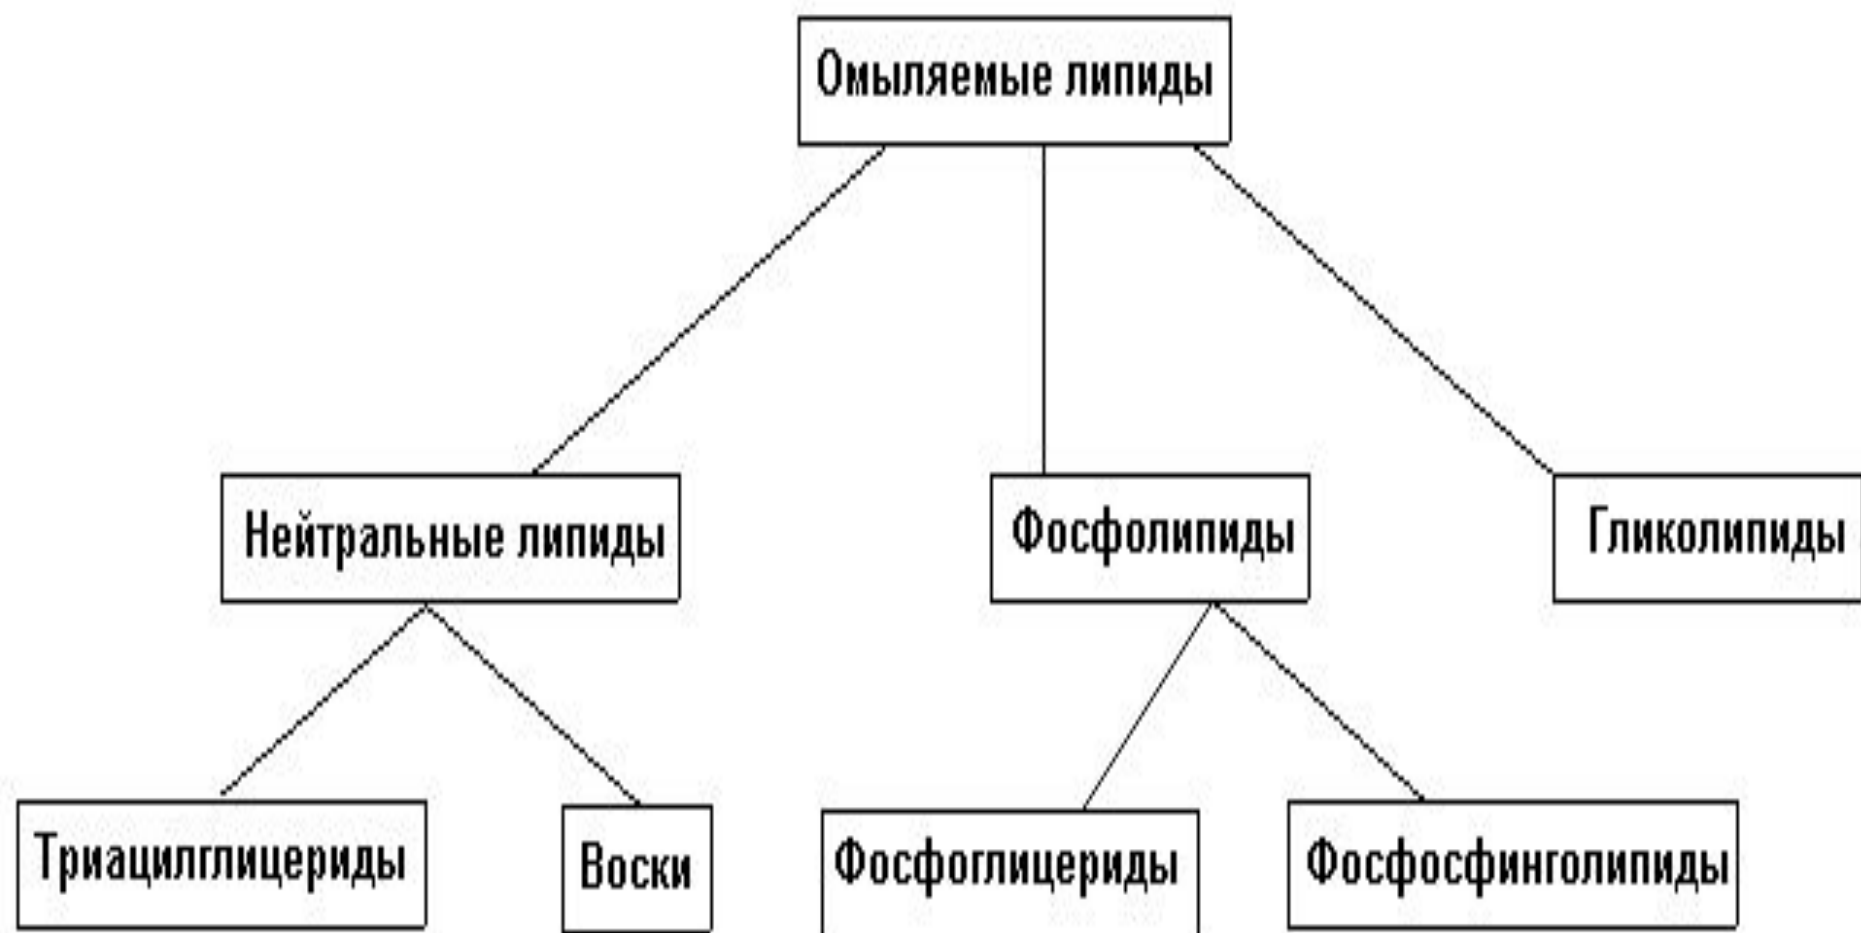 Омыляемые липиды
Нейтральные липиды
Фосфолипиды
Гликолипиды
Триацилглицериды
Воски
Фосфоглицериды
Фосфосфинголипиды